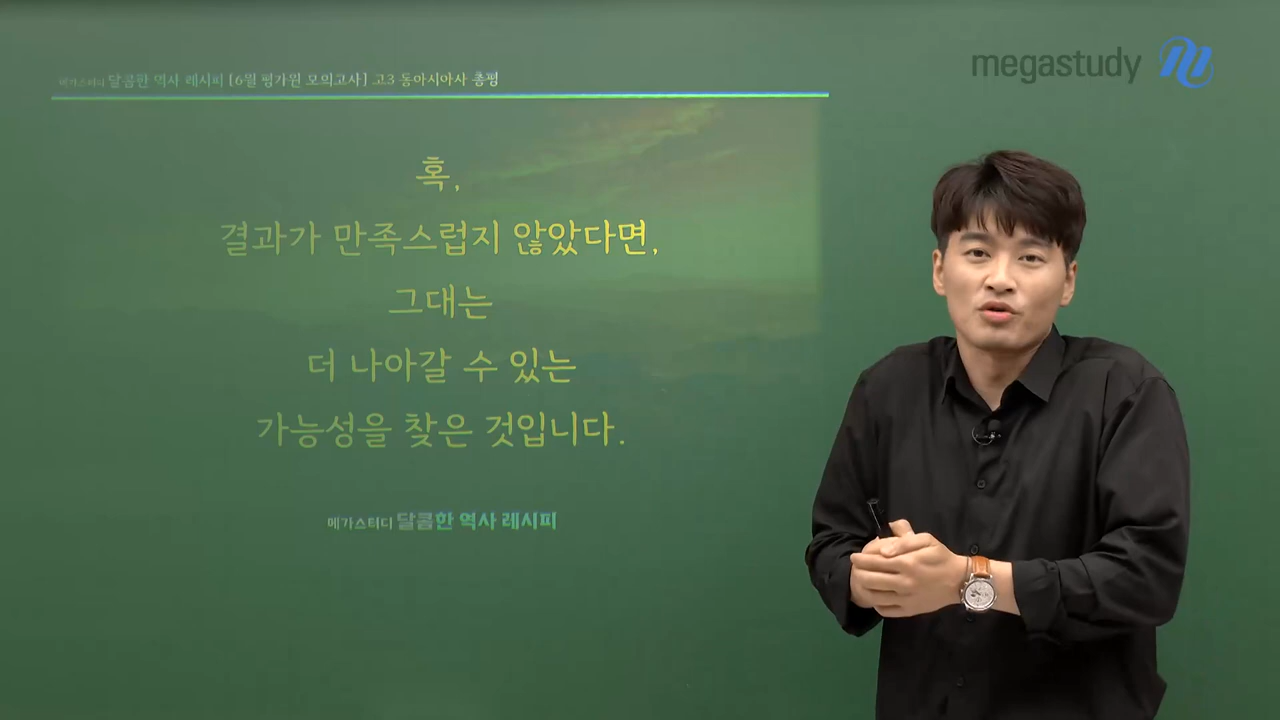 메가스터디 달콤한 역사 레시피 [6월 평가원 모의고사] 고3 동아시아사 총평
megastudy
혹,
결과가 만족스럽지 않았다면,
그대는
더 나아갈 수 있는
가능성을 찾은 것입니다.
메가스터디 달콤한 역사 레시피